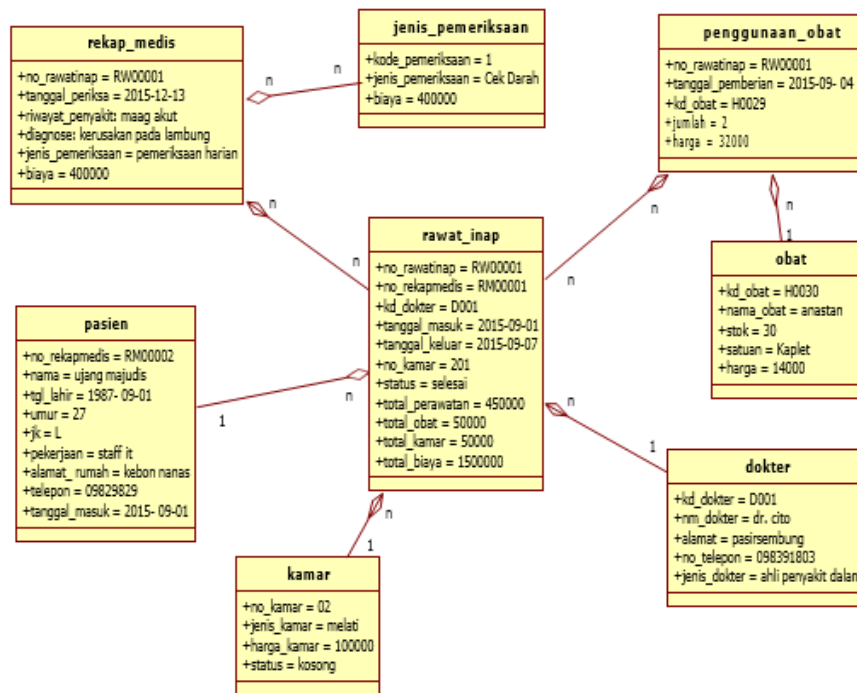 rekap_medis
+no_rawatinap = RW00001
+tanggal_periksa = 2015-12-13
+riwayat_penyakit: maag akut
+diagnose: kerusakan pada lambung
+jenis_pemeriksaan = pemeriksaan harian
+biaya = 400000
n
n
jenis_pemeriksaan
+kode_pemeriksaan = 1
+jenis_pemeriksaan = Cek Darah
+biaya = 400000
penggunaan_obat
+no_rawatinap = RW00001
+tanggal_pemberian = 2015-09- 04
+kd_obat = H0029
+jumlah = 2
+harga = 32000
n
n
n
n
n
1
rawat_inap
+no_rawatinap = RW00001
+no_rekapmedis = RM00001
+kd_dokter = D001
+tanggal_masuk = 2015-09-01
+tanggal_keluar = 2015-09-07
+no_kamar = 201
+status = selesai
+total_perawatan = 450000
+total_obat = 50000
+total_kamar = 50000
+total_biaya = 1500000
obat
+kd_obat = H0030
+nama_obat = anastan
+stok = 30
+satuan = Kaplet
+harga = 14000
pasien
+no_rekapmedis = RM00002
+nama = ujang majudis
+tgl_lahir = 1987- 09-01
+umur = 27
+jk = L
+pekerjaan = staff it
+alamat_ rumah = kebon nanas
+telepon = 09829829
+tanggal_masuk = 2015- 09-01
1
n
n
1
n
1
dokter
+kd_dokter = D001
+nm_dokter = dr. cito
+alamat = pasirsembung
+no_telepon = 098391803
+jenis_dokter = ahli penyakit dalan
kamar
+no_kamar = 02
+jenis_kamar = melati
+harga_kamar = 100000
+status = kosong